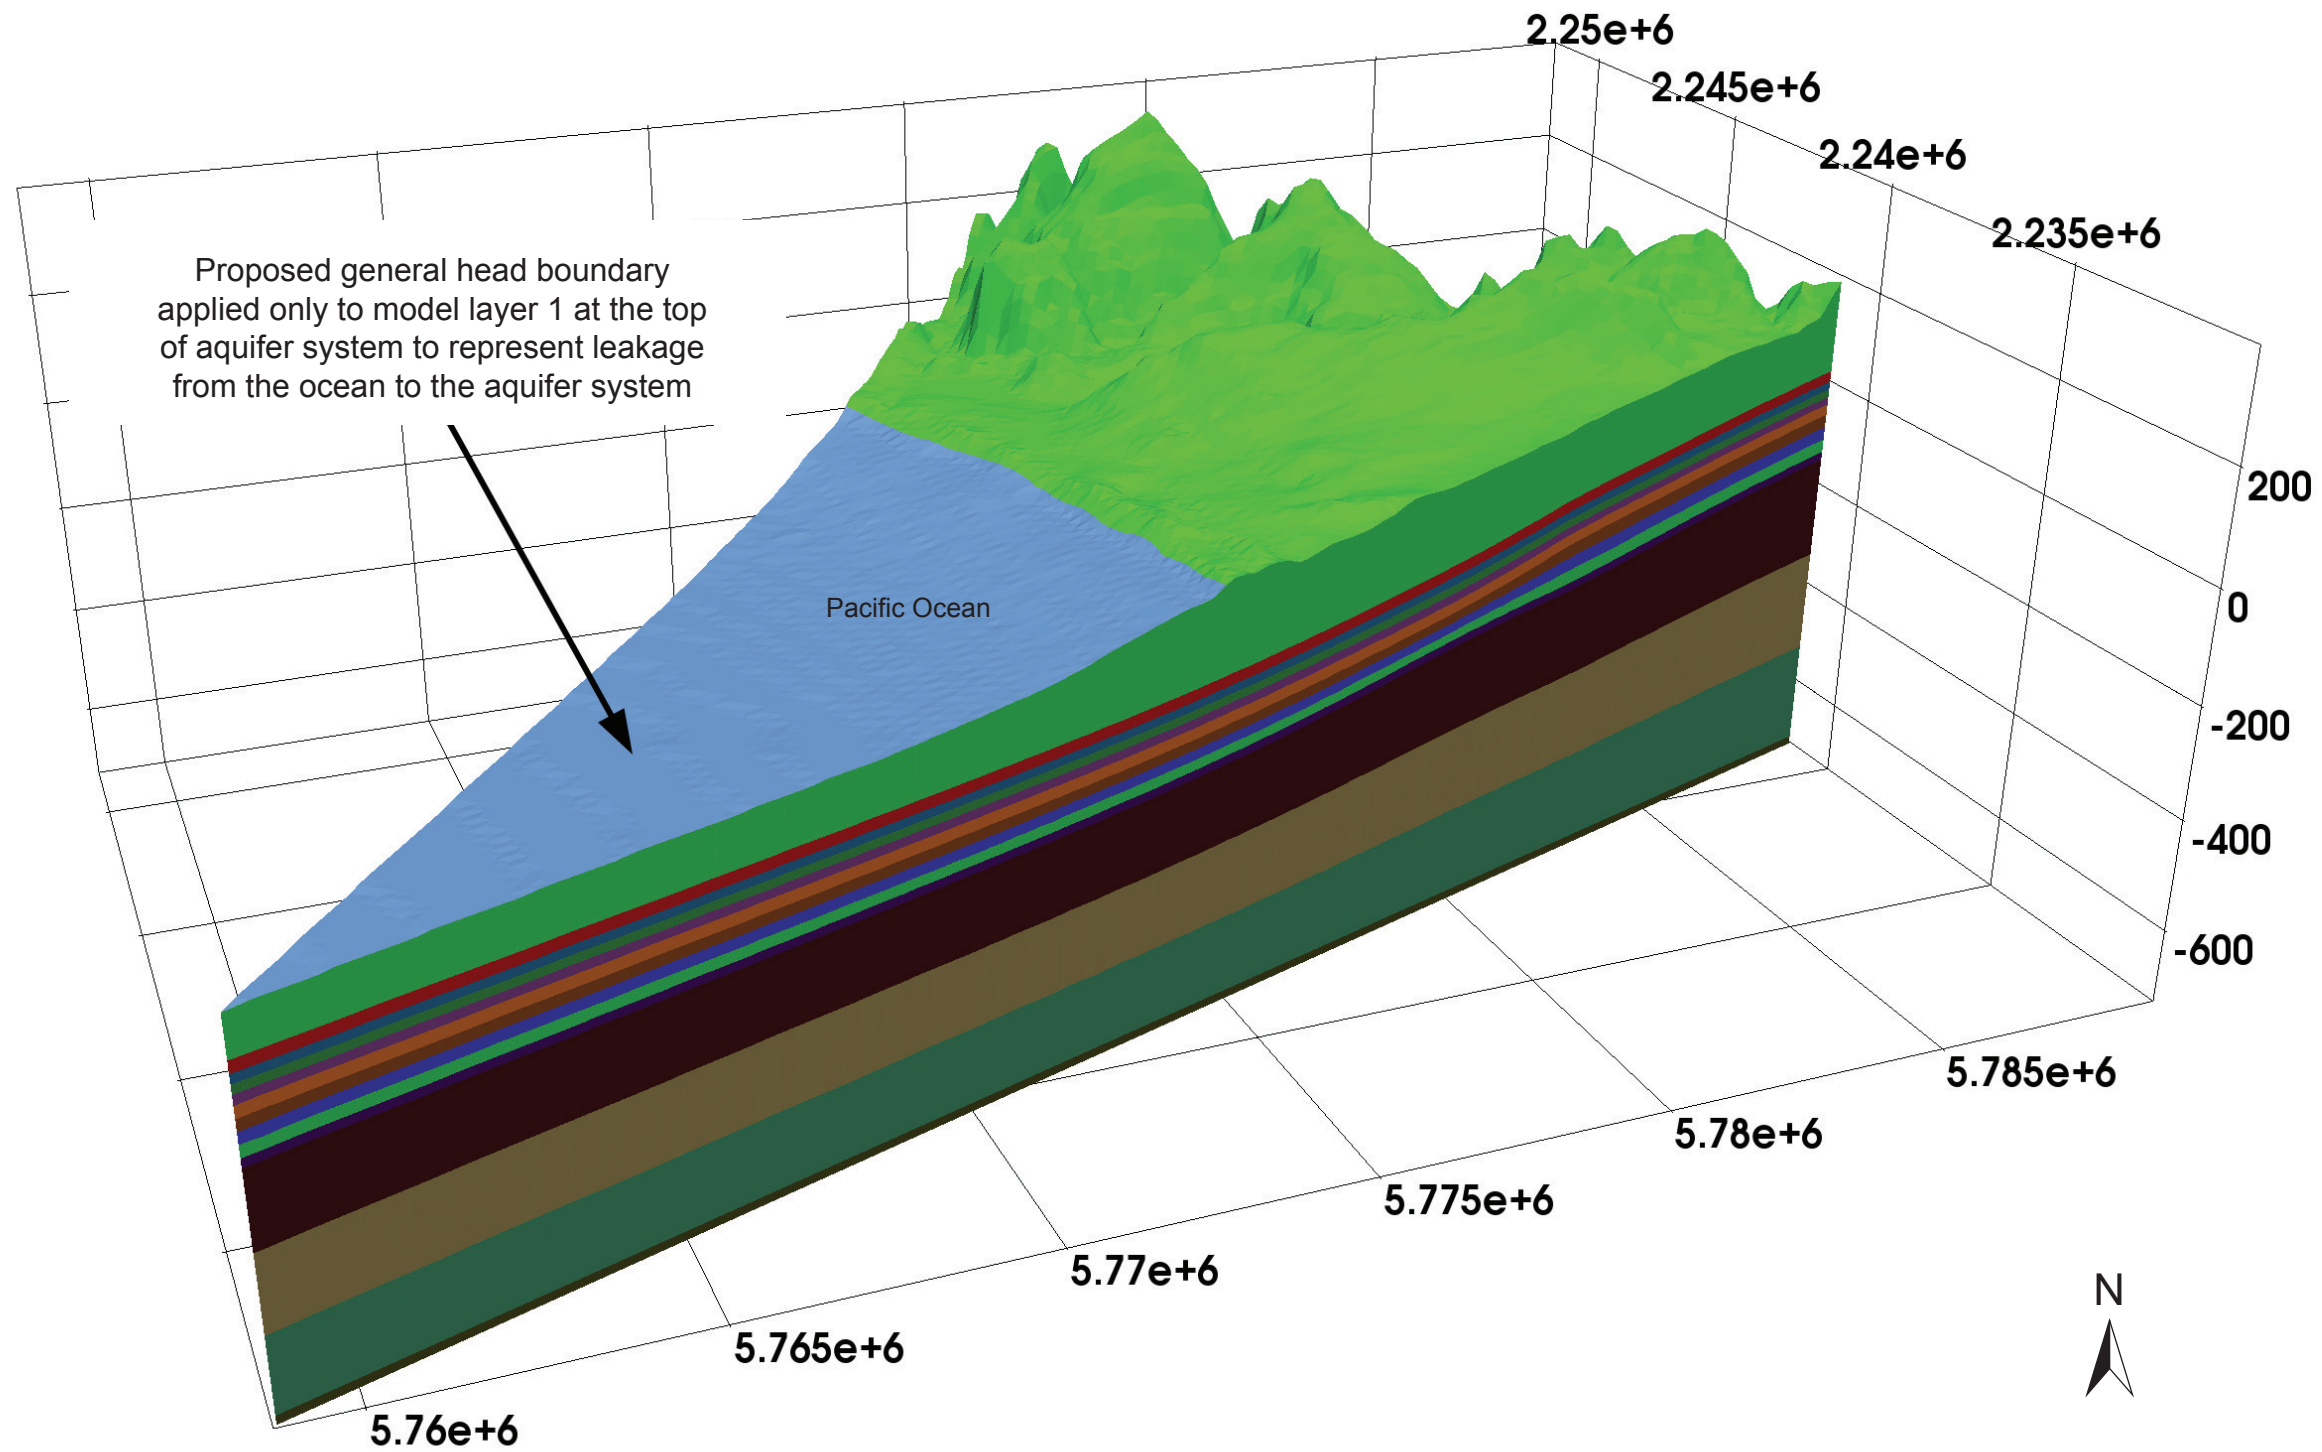 2.25e+6
2.245e+6
2.24e+6
2.235e+6
Proposed general head boundary
applied only to model layer 1 at the top
of aquifer system to represent leakage
from the ocean to the aquifer system
Pacific Ocean
200
0
-200
-400
-600
5.785e+6
5.78e+6
5.775e+6
5.77e+6
5.765e+6
5.76e+6
N